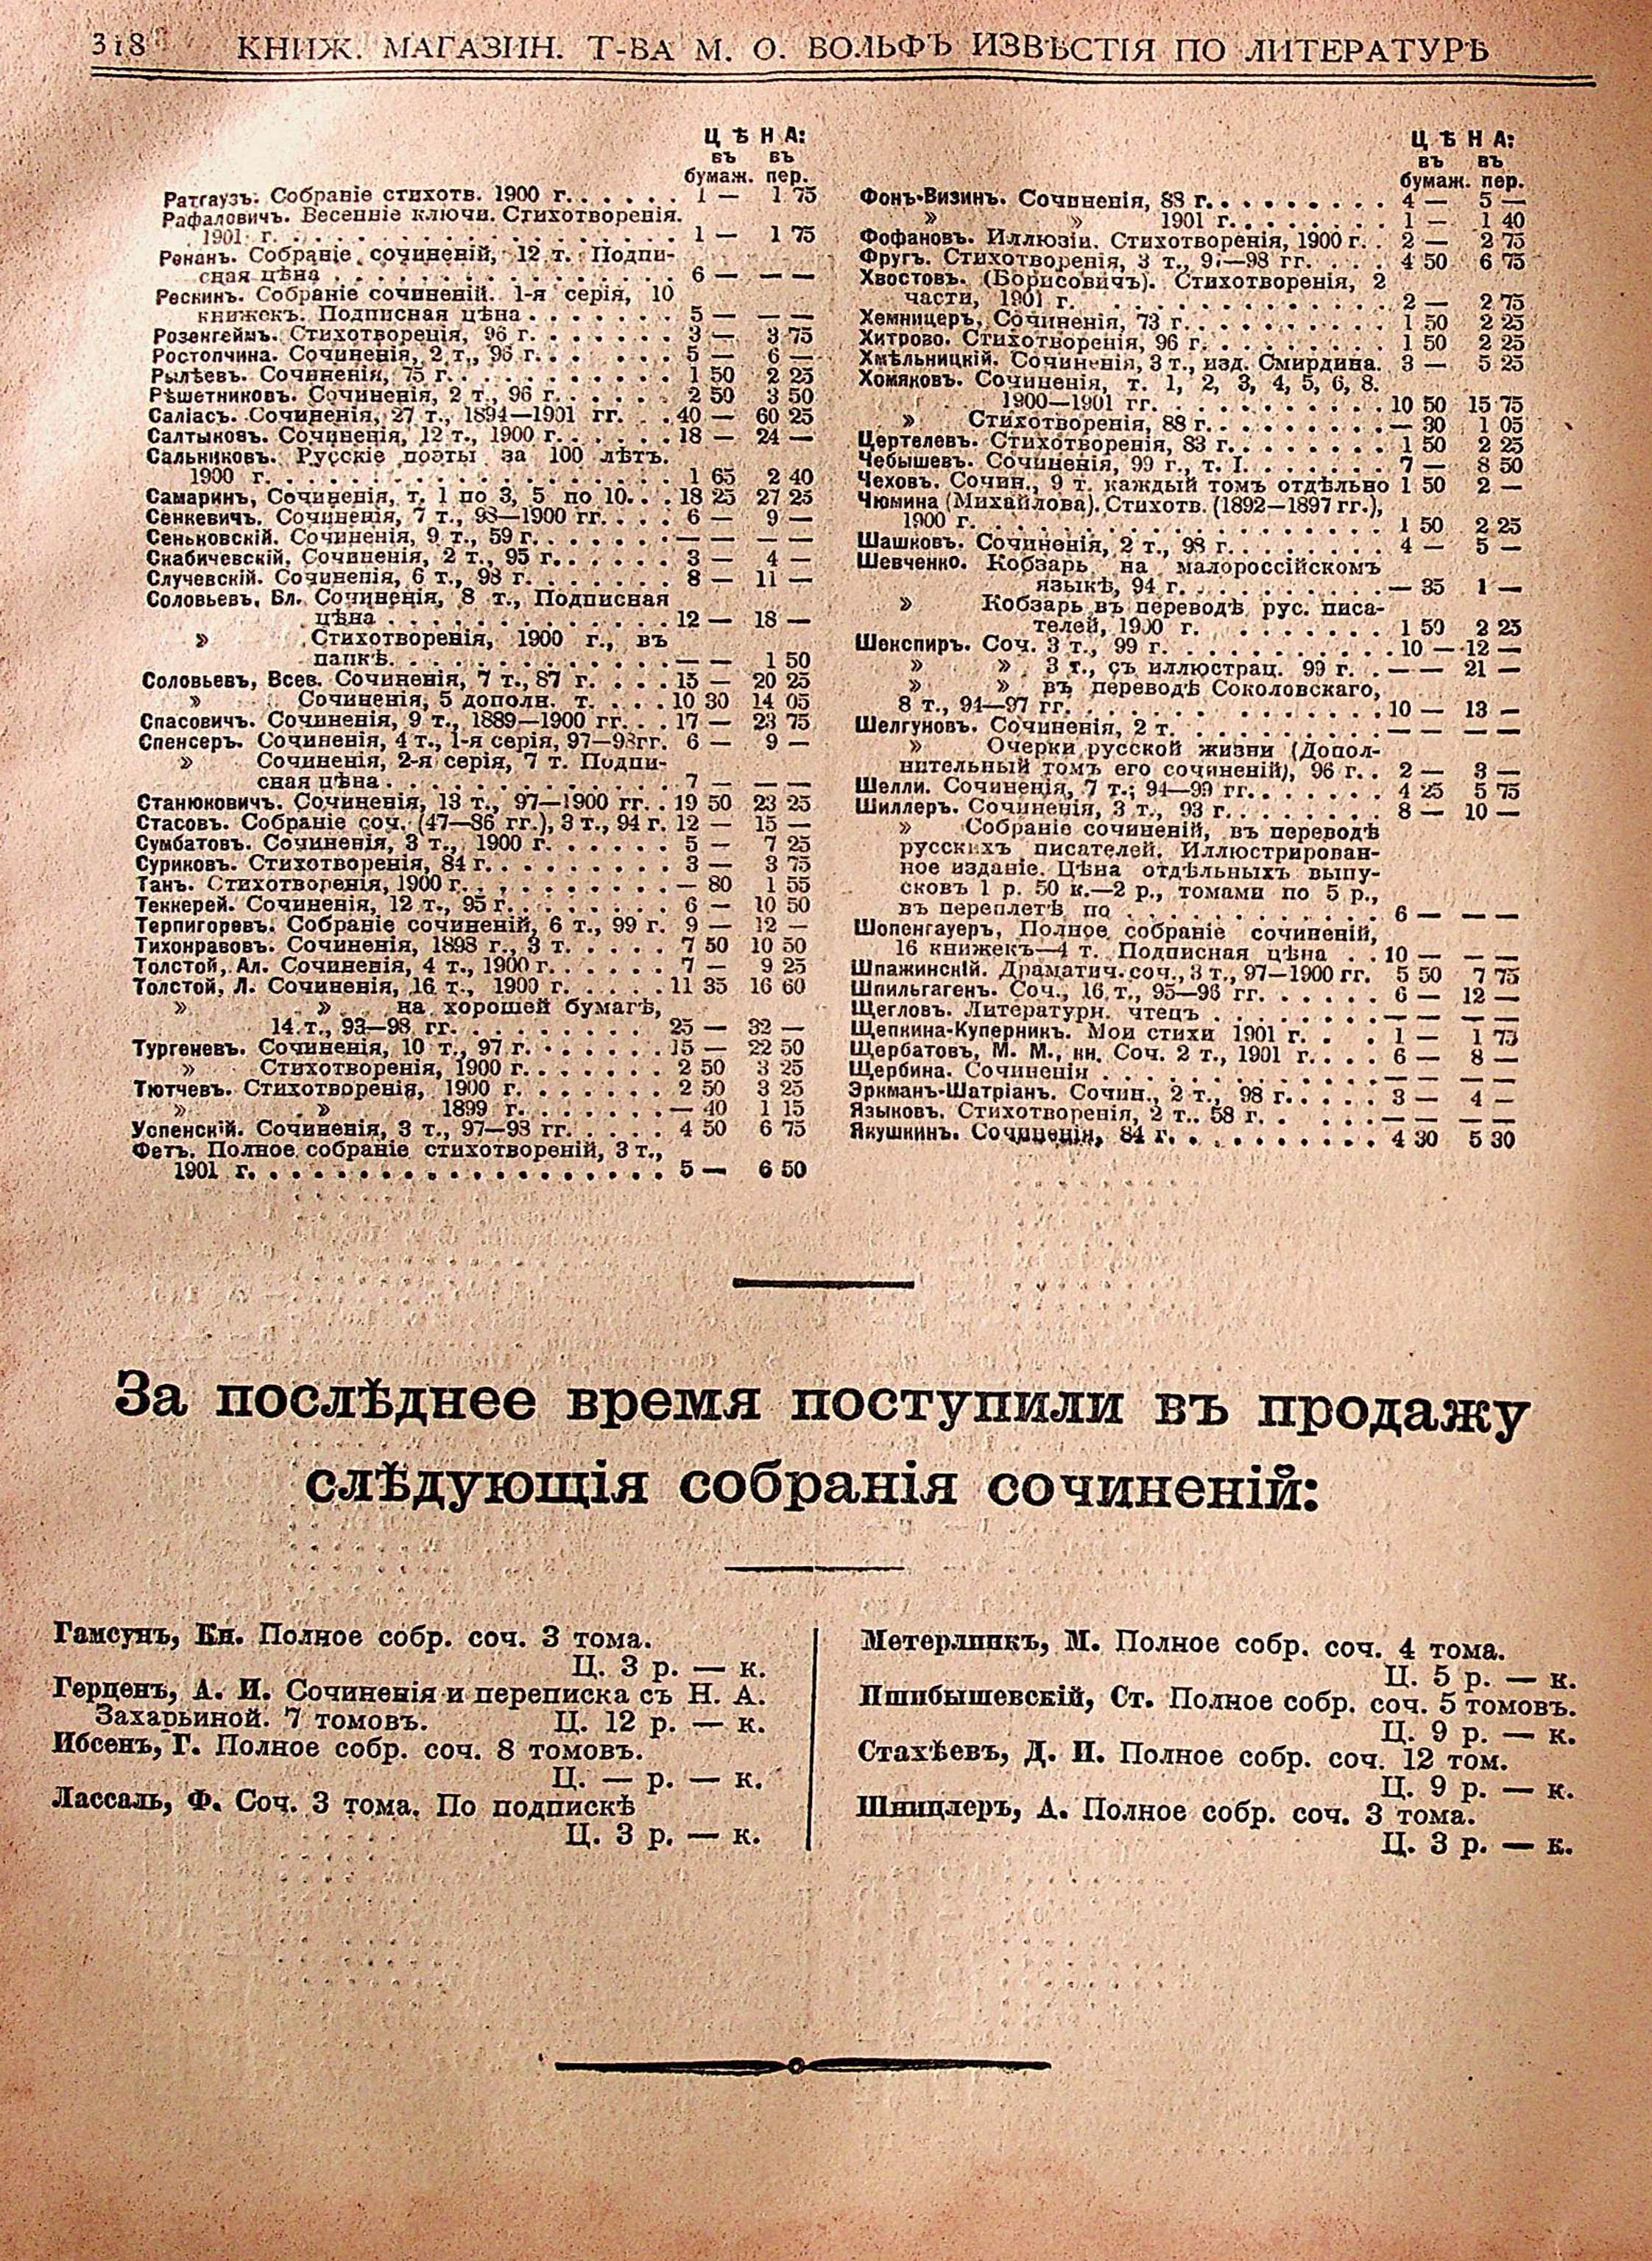 318 КНИЖ. МАГАЗИН. Т-ВА М. О. ВОЛЬФЪ ИЗВѢСТІЯ ПО ЛИТЕРАТУРѢ
ЦѢНА:
въ въ
бумаж. пер.
Ратгаузъ. Собраніе стихотв. 1900 г. . . . . . 1 — 1 75
Рафаловичъ. Весенніе ключи. Стихотворенія.
1901 г. . . . . . . . . . . . . . . . . 1 — 1 75
Ренанъ. Собраніе сочиненій, 12 т. Подпи-
сная цѣна . . . . . . . . . . . . . . . 6 — — —
Рескинъ. Собраніе сочиненій. 1-я серія, 10
книжекъ. Подписная цѣна . . . . . . . 5 — — —
Розенгеймъ. Стихотворенія, 96 г. . . . . . . 3 — 3 75
Ростопчина. Сочиненія, 2 т., 96 г. . . . . . 5 — 6 —
Рылѣевъ. Сочиненія, 75 г. . . . . . . . . . 1 50 2 25
Рѣшетниковъ. Сочиненія, 2 т., 96 г. . . . . . 2 50 3 50
Саліасъ. Сочиненія, 27 т., 1894—1901 гг. . . 40 — 60 25
Салтыковъ. Сочиненія, 12 т., 1900 г. . . . . . 18 — 24 —
Сальниковъ. Русскіе поэты за 100 лѣтъ.
1900 г. . . . . . . . . . . . . . . . . 1 65 2 40
Самаринъ, Сочиненія, т. 1 по 3, 5 по 10. . . 18 25 27 25
Сенкевичъ. Сочиненія, 7 т., 93—1900 гг. . . . 6 — 9 —
Сеньковскій. Сочиненія, 9 т., 59 г. . . . . . . — — — —
Скабичевскій. Сочиненія, 2 т., 95 г. . . . . . 3 — 4 —
Случевскій. Сочиненія, 6 т., 98 г. . . . . . . 8 — 11 —
Соловьевъ, Вл. Сочиненія, 8 т., Подписная
цѣна . . . . . . . . . . . . . 12 — 18 —
» Стихотворенія, 1900 г., въ
папкѣ. . . . . . . . . . . . . — — 1 50
Соловьевъ, Всев. Сочиненія, 7 т., 87 г. . . . . 15 — 20 25
» Сочиненія, 5 дополн. т. . . . . 10 30 14 05
Спасовичъ. Сочиненія, 9 т., 1889—1900 гг. . . 17 — 23 75
Спенсеръ. Сочиненія, 4 т., 1-я серія, 97—98гг. 6 — 9 —
» Сочиненія, 2-я серія, 7 т. Подпи-
сная цѣна . . . . . . . . . . . . . 7 — — —
Станюковичъ. Сочиненія, 13 т., 97—1900 гг. . 19 50 23 25
Стасовъ. Собраніе соч. (47—86 гг.), 3 т., 94 г. 12 — 15 —
Сумбатовъ. Сочиненія, 3 т., 1900 г. . . . . . 5 — 7 25
Суриковъ. Стихотворенія, 84 г. . . . . . . . 3 — 3 75
Танъ. Стихотворенія, 1900 г. . . . . . . . . — 80 1 55
Теккерей. Сочиненія, 12 т., 95 г. . . . . . . 6 — 10 50
Терпигоревъ. Собраніе сочиненій, 6 т., 99 г. 9 — 12 —
Тихонравовъ. Сочиненія, 1898 г., 3 т. . . . . 7 50 10 50
Толстой, Ал. Сочиненія, 4 т., 1900 г. . . . . . 7 — 9 25
Толстой, Л. Сочиненія, 16 т., 1900 г. . . . . 11 35 16 60
» » на хорошей бумагѣ,
14 т., 93—98 гг. . . . . . . . . 25 — 32 —
Тургеневъ. Сочиненія, 10 т., 97 г. . . . . . . 15 — 22 50
» Стихотворенія, 1900 г. . . . . . . 2 50 3 25
Тютчевъ. Стихотворенія, 1900 г. . . . . . . 2 50 3 25
» » 1899 г. . . . . . . — 40 1 15
Успенскій. Сочиненія, 3 т., 97—98 гг. . . . . 4 50 6 75
Фетъ. Полное собраніе стихотвореній, 3 т.,
1901 г. . . . . . . . . . . . . . . . . 5 — 6 50
ЦѢНА:
въ въ
бумаж. пер.
Фонъ-Визинъ. Сочиненія, 83 г. . . . . . . . . 4 — 5 —
» » 1901 г. . . . . . . 1 — 1 40
Фофановъ. Иллюзіи. Стихотворенія, 1900 г. . 2 — 2 75
Фругъ. Стихотворенія, 3 т., —98 гг. . . . . 4 50 6 75
Хвостовъ. (Борисовичъ). Стихотворенія, 2
части, 1901 г. . . . . . . . . . . . . . 2 — 2 75
Хемницеръ. Сочиненія, 73 г. . . . . . . . . 1 50 2 25
Хитрово. Стихотворенія, 96 г. . . . . . . . . 1 50 2 25
Хмѣльницкій. Сочиненія, 3 т., изд. Смирдина. 3 — 5 25
Хомяковъ. Сочиненія, т. 1, 2, 3, 4, 5, 6, 8.
1900—1901 гг. . . . . . . . . . . 10 50 15 75
» Стихотворенія, 88 г. . . . . . . . . — 30 1 05
Цертелевъ. Стихотворенія, 83 г. . . . . . . . 1 50 2 25
Чебышевъ. Сочиненія, 99 г., т. I. . . . . . . 7 — 8 50
Чеховъ. Сочин., 9 т. каждый томъ отдѣльно 1 50 2 —
Чюмина (Михайлова). Стихотв. (1892—1897 гг.),
1900 г. . . . . . . . . . . . . . . . . 1 50 2 25
Шашковъ. Сочиненія, 2 т., 98 г. . . . . . . . 4 — 5 —
Шевченко. Кобзарь на малороссійскомъ
языкѣ, 94 г. . . . . . . . . . . — 35 1 —
» Кобзарь въ переводѣ рус. писа-
телей, 1900 г. . . . . . . . . 1 50 2 25
Шекспиръ. Соч. 3 т., 99 г. . . . . . . . . . . 10 — 12 —
» » 3 т., съ иллюстрац. 99 г. . . — — 21 —
» » въ переводѣ Соколовскаго,
8 т., 94—97 гг. . . . . . . . . . . . . . 10 — 13 —
Шелгуновъ. Сочиненія, 2 т. . . . . . . . . . — — — —
» Очерки русской жизни (Допол-
нительный томъ его сочиненій), 96 г. . 2 — 3 —
Шелли. Сочиненія, 7 т.; 94—99 гг. . . . . . . 4 25 5 75
Шиллеръ. Сочиненія, 3 т., 93 г. . . . . . . . 8 — 10 —
» Собраніе сочиненій, въ переводѣ
русскихъ писателей. Иллюстрирован-
ное изданіе. Цѣна отдѣльныхъ выпу-
сковъ 1 р. 50 к.—2 р., томами по 5 р.,
въ переплетѣ по . . . . . . . . . . . . 6 — — —
Шопенгауеръ, Полное собраніе сочиненій,
16 книжекъ—4 т. Подписная цѣна . . 10 — — —
Шпажинскій. Драматич. соч., 3 т., 97—1900 гг. 5 50 7 75
Шпильгагенъ. Соч., 16 т., 95—96 гг. . . . . . 6 — 12 —
Щегловъ. Литературн. чтецъ . . . . . . . . — — — —
Щепкина-Куперникъ. Мои стихи 1901 г. . . . 1 — 1 75
Щербатовъ, М. М., кн. Соч. 2 т., 1901 г. . . . 6 — 8 —
Щербина. Сочиненія . . . . . . . . . . . . — — — —
Эркманъ-Шатріанъ. Сочин., 2 т., 98 г. . . . . 3 — 4 —
Языковъ. Стихотворенія, 2 т.. 58 г. . . . . . — — — —
Якушкинъ. Сочиненія, 84 г. . . . . . . . . . 4 30 5 30
За послѣднее время поступили въ продажу
слѣдующія собранія сочиненій:
Гамсунъ, Кн. Полное собр. соч. 3 тома.
Ц. 3 р. — к.
Герценъ, А. И. Сочиненія и переписка съ Н. А.
Захарьиной. 7 томовъ. Ц. 12 р. — к.
Ибсенъ, Г. Полное собр. соч. 8 томовъ.
Ц. — р. — к.
Лассаль, Ф. Соч. 3 тома. По подпискѣ
Ц. 3 р. — к.
Метерлинкъ, М. Полное собр. соч. 4 тома.
Ц. 5 р. — к.
Пшибышевскій, Ст. Полное собр. соч. 5 томовъ.
Ц. 9 р. — к.
Стахѣевъ, Д. И. Полное собр. соч. 12 том.
Ц. 9 р. — к.
Шницлеръ, А. Полное собр. соч. 3 тома.
Ц. 3 р. — к.